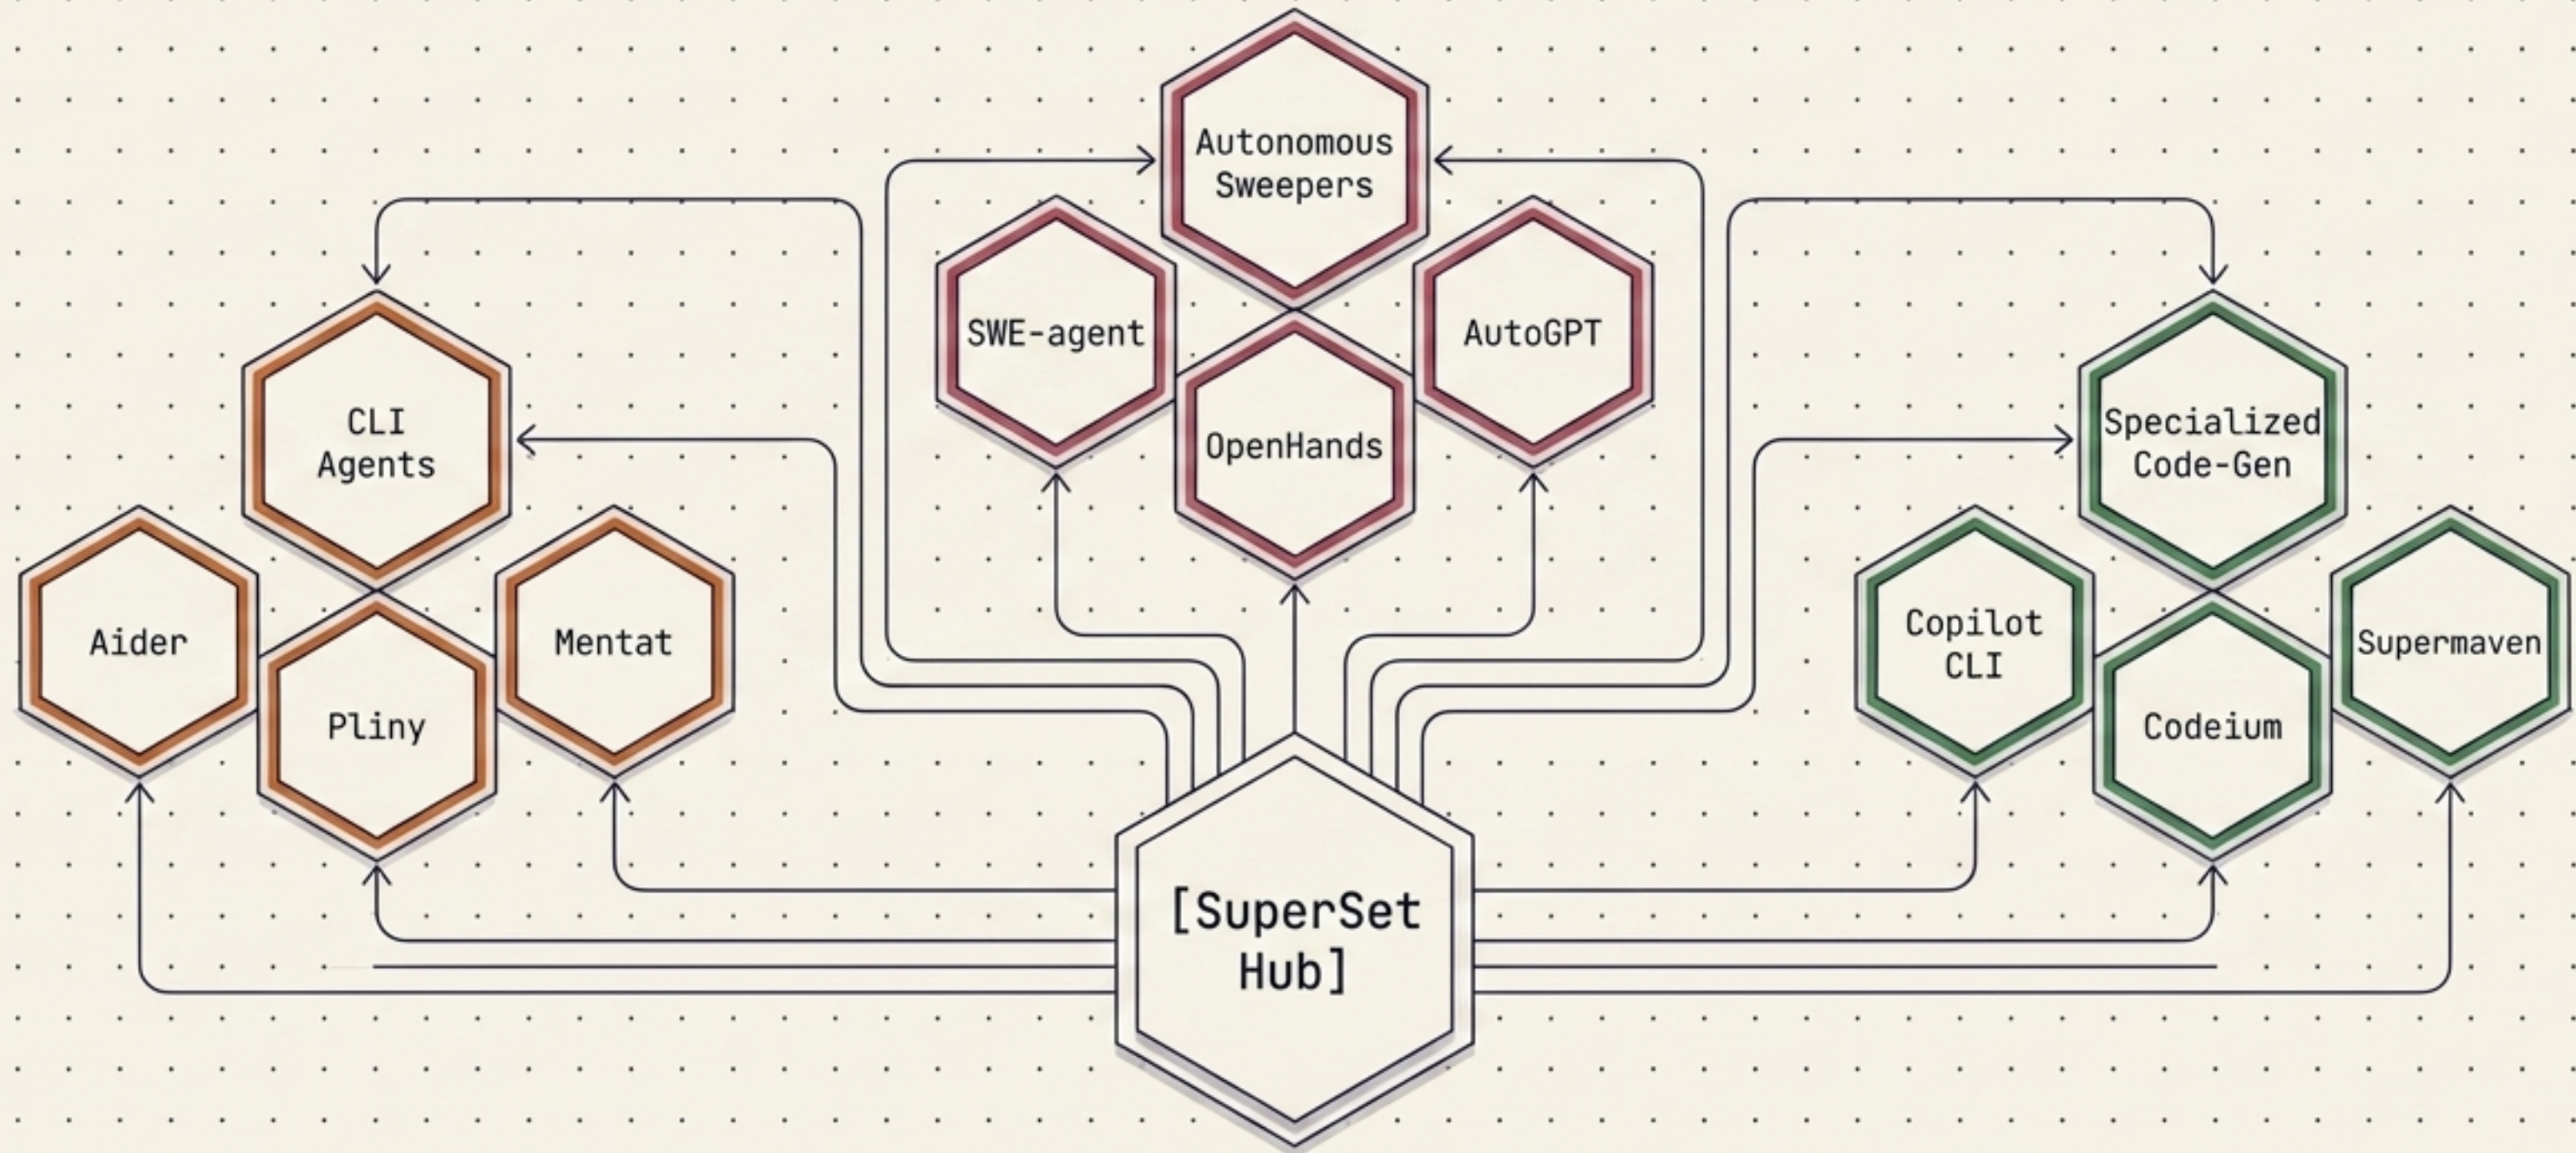 Autonomous
Sweepers
SWE-agent
AutoGPT
OpenHands
CLI
Agents
Aider
Mentat
Pliny
Specialized
Code-Gen
Copilot
CLI
Supermaven
Codeium
[SuperSet
Hub]